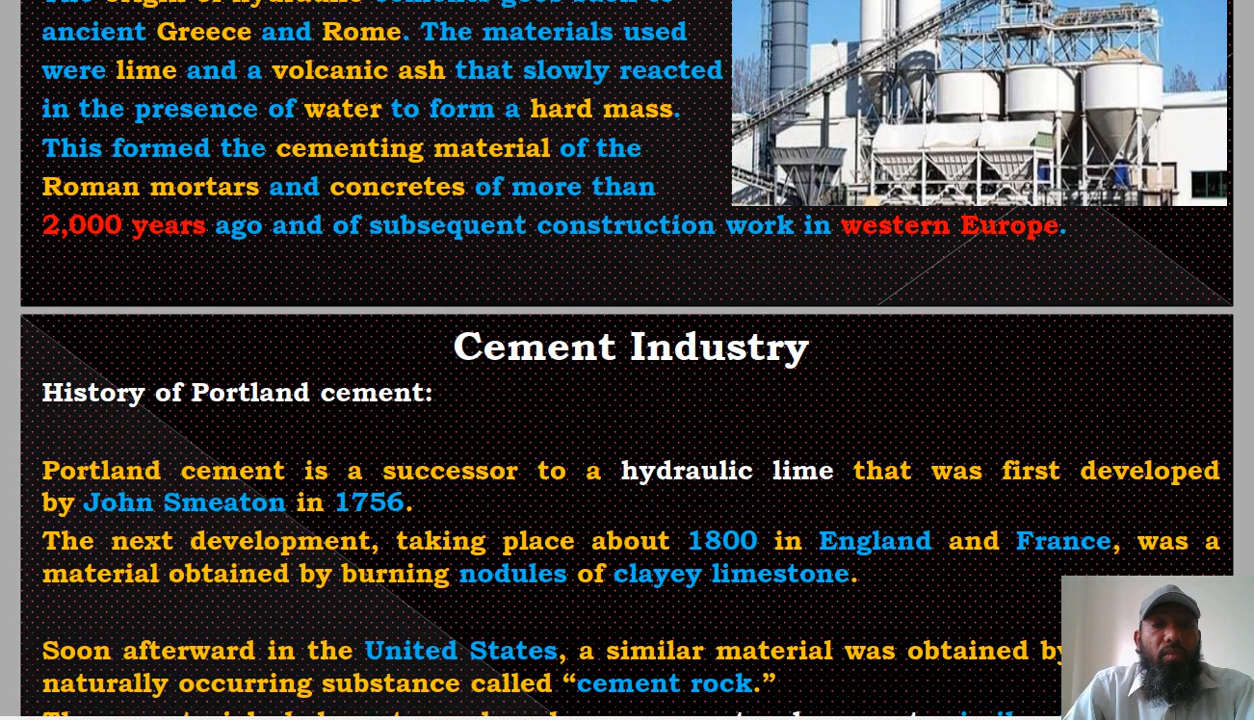 ancient Greece and Rome. The materials used
were lime and a volcanic ash that slowly reacted
in the presence of water to form a hard mass.
This formed the cementing material of the
Roman mortars and concretes of more than
2,000 years ago and of subsequent construction work in western Europe.
Cement Industry
History of Portland cement:
Portland cement is a successor to a hydraulic lime that was first developed
by John Smeaton in 1756.
The next development, taking place about 1800 in England and France, was a
material obtained by burning nodules of clayey limestone.
Soon afterward in the United States, a similar material was obtained by
naturally occurring substance called “cement rock.”